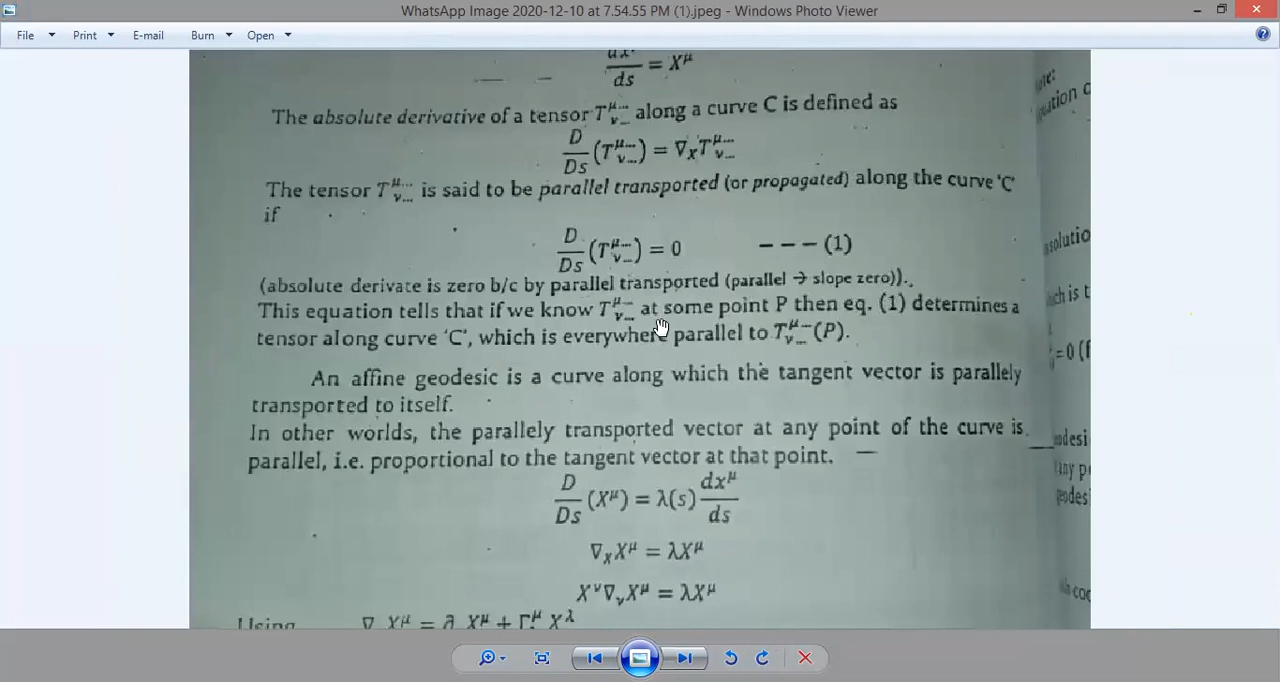 WhatsApp Image 2020-12-10 at 7.54.55 PM (1).jpeg - Windows Photo Viewer
File Print E-mail Burn Open
ds = X^μ
The absolute derivative of a tensor T^μ…_ν… along a curve C is defined as
D/Ds (T^μ…_ν…) = ∇_X T^μ…_ν…
The tensor T^μ…_ν… is said to be parallel transported (or propagated) along the curve 'C'
if
D/Ds (T^μ…_ν…) = 0 – – – (1)
(absolute derivate is zero b/c by parallel transported (parallel → slope zero)).
This equation tells that if we know T^μ…_ν… at some point P then eq. (1) determines a
tensor along curve 'C', which is everywhere parallel to T^μ…_ν…(P).
An affine geodesic is a curve along which the tangent vector is parallely
transported to itself.
In other worlds, the parallely transported vector at any point of the curve is
parallel, i.e. proportional to the tangent vector at that point.
D/Ds (X^μ) = λ(s) dx^μ/ds
∇_X X^μ = λX^μ
X^ν ∇_ν X^μ = λX^μ
Using